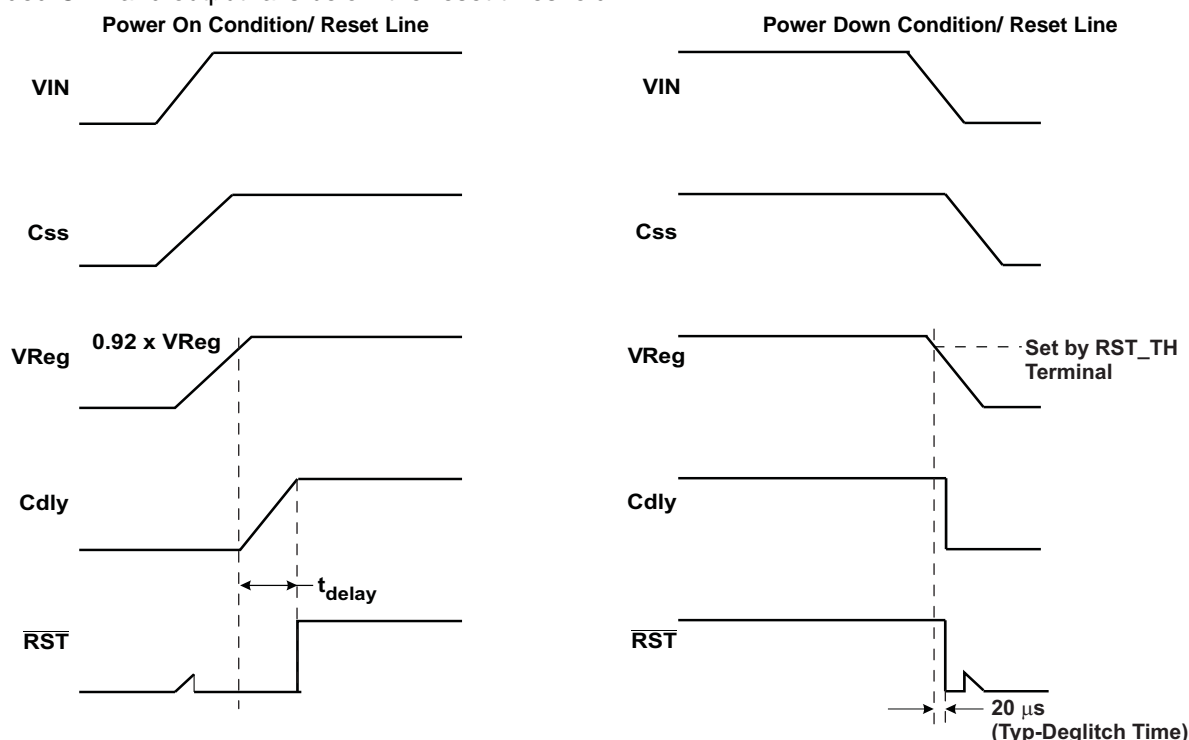 Power On Condition/ Reset Line
VIN
Css
0.92 x VReg
VReg
Cdly
tdelay
RST
Power Down Condition/ Reset Line
VIN
Css
VReg
Set by RST_TH
Terminal
Cdly
RST
20 μs
(Typ-Deglitch Time)